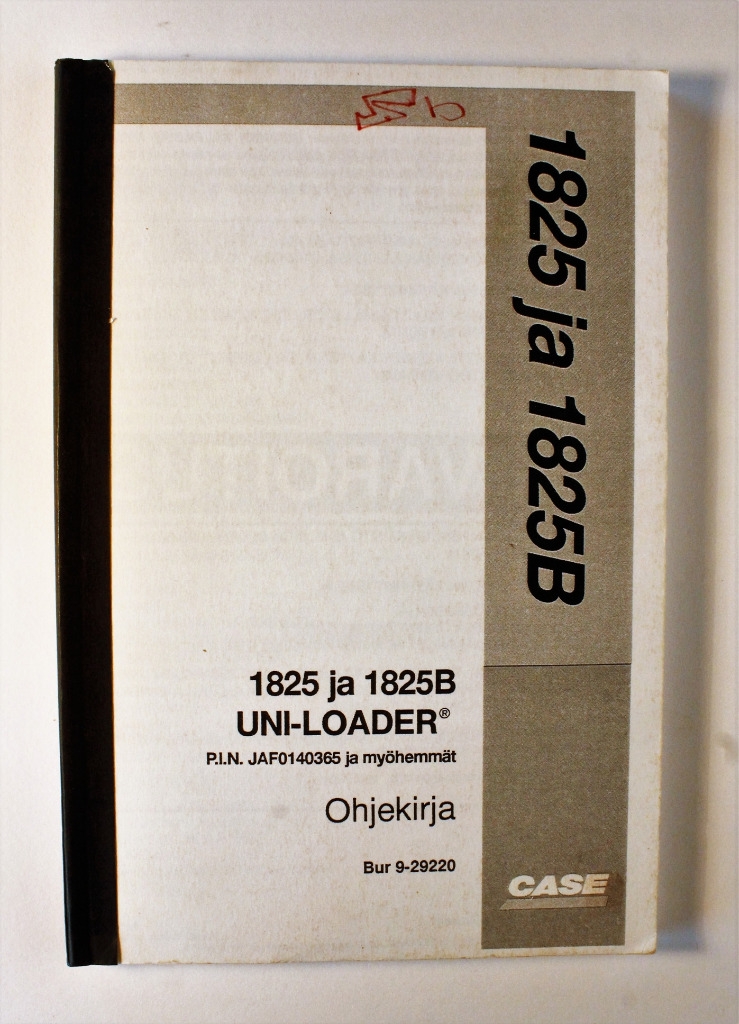 1825 ja 1825B
1825 ja 1825B
UNI-LOADER®
P.I.N. JAF0140365 ja myöhemmät
Ohjekirja
Bur 9-29220
CASE